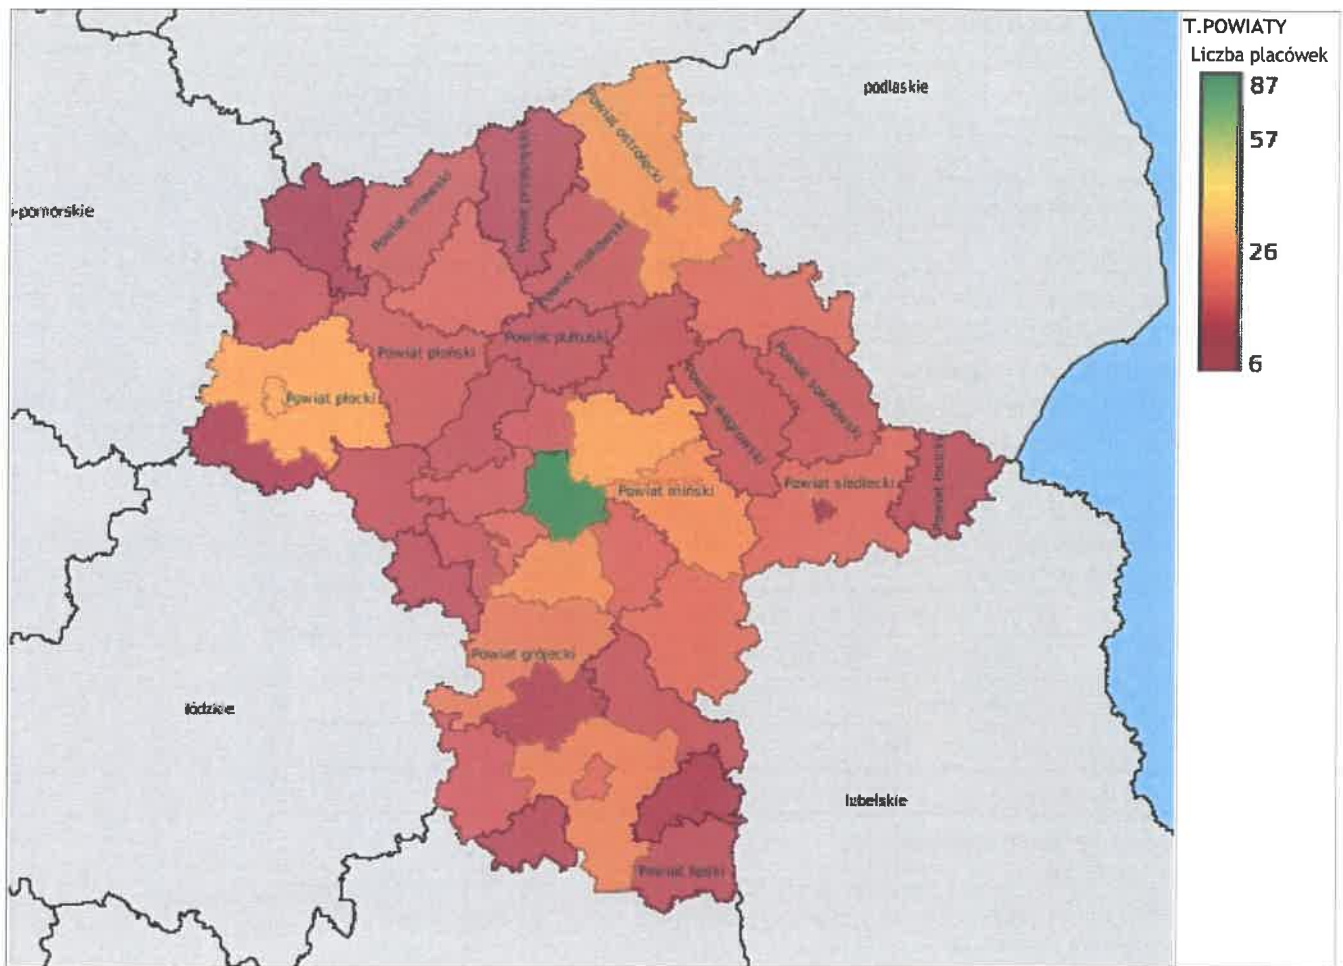 T.POWIATY
Liczba placówek
87
57
26
6
podlaskie
-pomorskie
łódzkie
lubelskie
Powiat ostrołęcki
Powiat mławski
Powiat przasnyski
Powiat makowski
Powiat pułtuski
Powiat płoński
Powiat płocki
Powiat węgrowski
Powiat sokołowski
Powiat miński
Powiat siedlecki
Powiat łosicki
Powiat grójecki
Powiat lipski